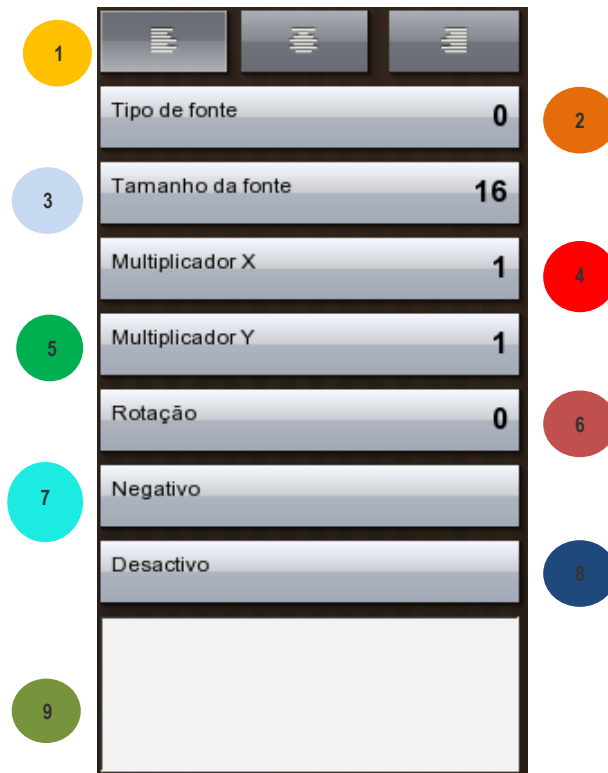 1
Tipo de fonte 0
2
3
Tamanho da fonte 16
Multiplicador X 1
4
5
Multiplicador Y 1
Rotação 0
6
7
Negativo
Desactivo
8
9